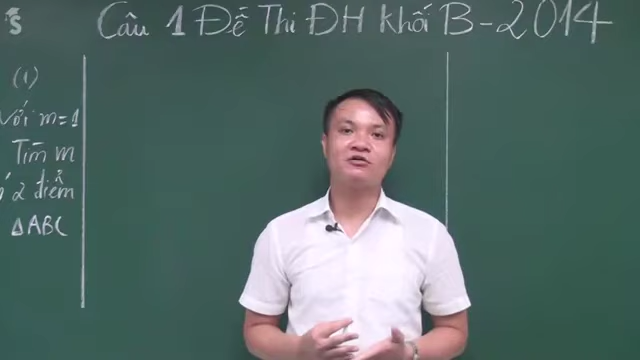 Câu 1 Đề Thi ĐH khối B-2014
(1)
Với m=1
Tìm m
2 điểm
ΔABC